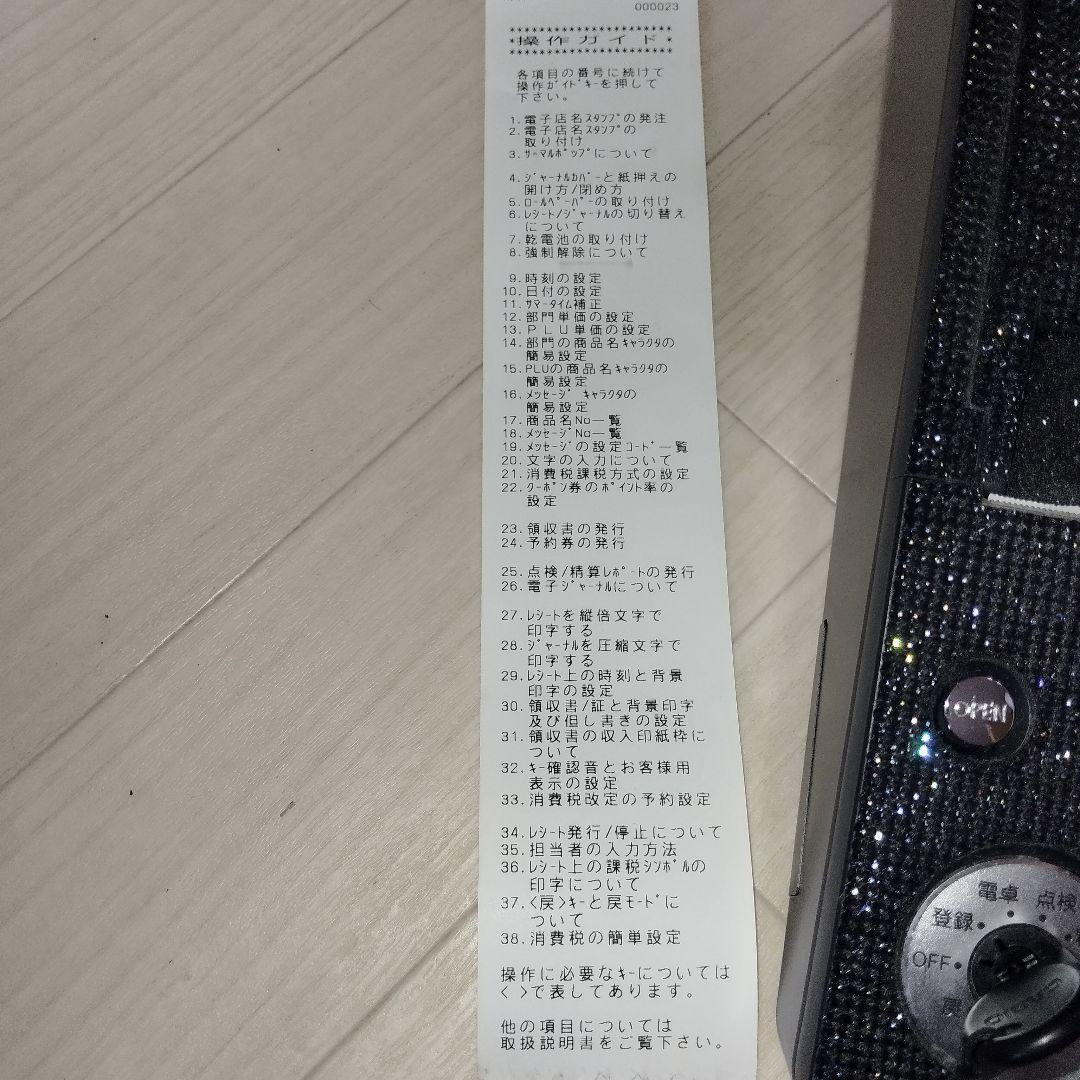 000023
*操作ガイド*
各項目の番号に続けて
操作ｶﾞｲﾄﾞｷｰを押して
下さい。
1.電子店名ｽﾀﾝﾌﾟの発注
2.電子店名ｽﾀﾝﾌﾟの
取り付け
3.ｻｰﾏﾙﾎﾟｯﾌﾟについて
4.ｼﾞｬｰﾅﾙｶﾊﾞｰと紙押えの
開け方/閉め方
5.ﾛｰﾙﾍﾟｰﾊﾟｰの取り付け
6.ﾚｼｰﾄ/ｼﾞｬｰﾅﾙの切り替え
について
7.乾電池の取り付け
8.強制解除について
9.時刻の設定
10.日付の設定
11.ｻﾏｰﾀｲﾑ補正
12.部門単価の設定
13.ＰＬＵ単価の設定
14.部門の商品名ｷｬﾗｸﾀの
簡易設定
15.PLUの商品名ｷｬﾗｸﾀの
簡易設定
16.ﾒｯｾｰｼﾞ ｷｬﾗｸﾀの
簡易設定
17.商品名No一覧
18.ﾒｯｾｰｼﾞNo一覧
19.ﾒｯｾｰｼﾞの設定ｺｰﾄﾞ一覧
20.文字の入力について
21.消費税課税方式の設定
22.ｸｰﾎﾟﾝ券のﾎﾟｲﾝﾄ率の
設定
23.領収書の発行
24.予約券の発行
25.点検/精算ﾚﾎﾟｰﾄの発行
26.電子ｼﾞｬｰﾅﾙについて
27.ﾚｼｰﾄを縦倍文字で
印字する
28.ｼﾞｬｰﾅﾙを圧縮文字で
印字する
29.ﾚｼｰﾄ上の時刻と背景
印字の設定
30.領収書/証と背景印字
及び但し書きの設定
31.領収書の収入印紙枠に
ついて
32.ｷｰ確認音とお客様用
表示の設定
33.消費税改定の予約設定
34.ﾚｼｰﾄ発行/停止について
35.担当者の入力方法
36.ﾚｼｰﾄ上の課税ｼﾝﾎﾞﾙの
印字について
37.<戻>ｷｰと戻ﾓｰﾄﾞに
ついて
38.消費税の簡単設定
操作に必要なｷｰについては
< >で表してあります。
他の項目については
取扱説明書をご覧下さい。
OPEN
電卓 点検
登録
OFF
戻